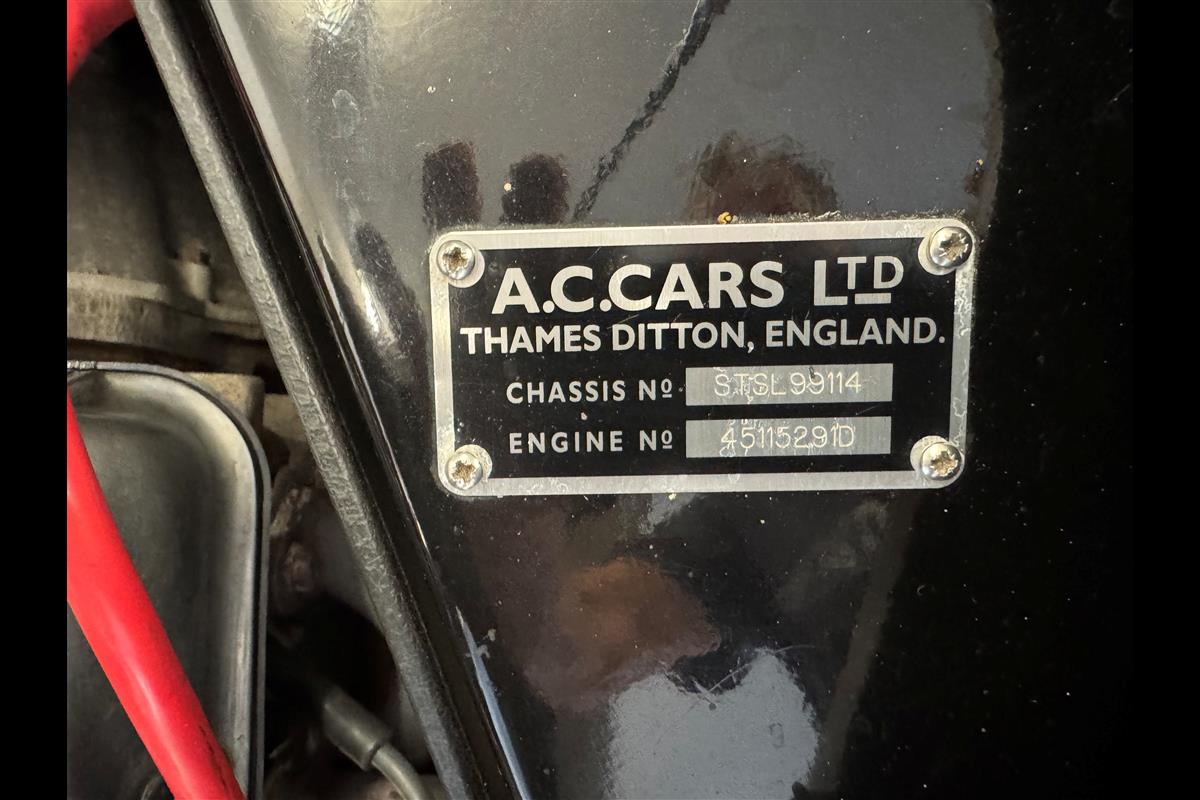 A.C.CARS LTD
THAMES DITTON, ENGLAND.
CHASSIS Nº STSL99114
ENGINE Nº 45115291D